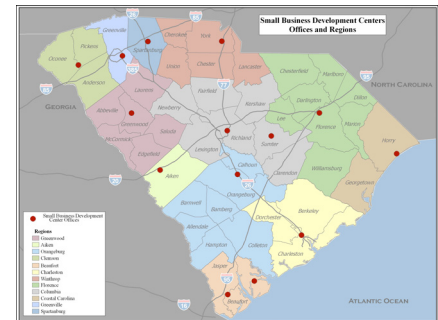 Small Business Development Centers
Offices and Regions
Greenville
Spartanburg
Cherokee
York
Pickens
Oconee
Anderson
Union
Chester
Lancaster
Laurens
Chesterfield
Marlboro
NORTH CAROLINA
GEORGIA
Abbeville
Greenwood
McCormick
Newberry
Fairfield
Kershaw
Darlington
Dillon
Lee
Florence
Marion
Saluda
Edgefield
Lexington
Richland
Sumter
Horry
Aiken
Calhoun
Clarendon
Williamsburg
Georgetown
Orangeburg
Barnwell
Bamberg
Allendale
Dorchester
Berkeley
Hampton
Colleton
Charleston
Jasper
Beaufort
ATLANTIC OCEAN
Small Business Development
Center Offices
Regions
Greenwood
Aiken
Orangeburg
Clemson
Beaufort
Charleston
Winthrop
Florence
Columbia
Coastal Carolina
Greenville
Spartanburg